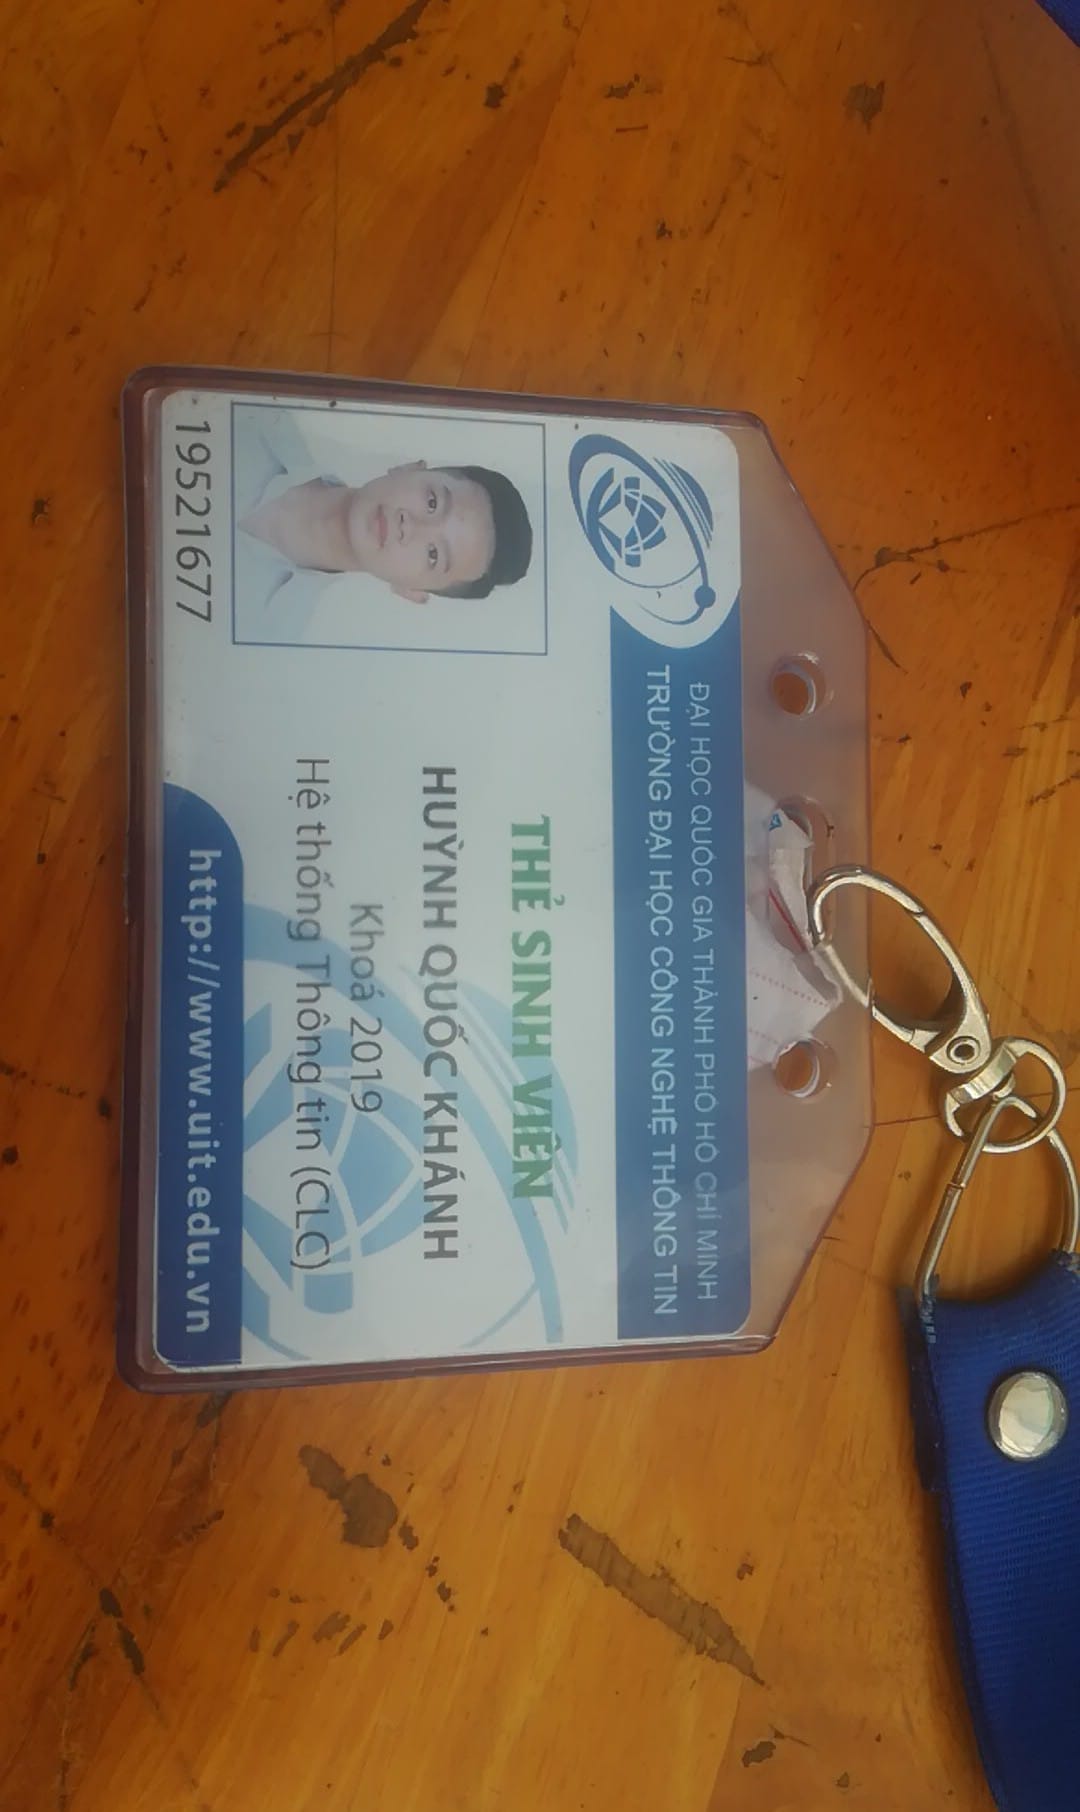 ĐẠI HỌC QUỐC GIA THÀNH PHỐ HỒ CHÍ MINH
TRƯỜNG ĐẠI HỌC CÔNG NGHỆ THÔNG TIN
THẺ SINH VIÊN
HUỲNH QUỐC KHÁNH
Khoá 2019
Hệ thống Thông tin (CLC)
19521677
http://www.uit.edu.vn